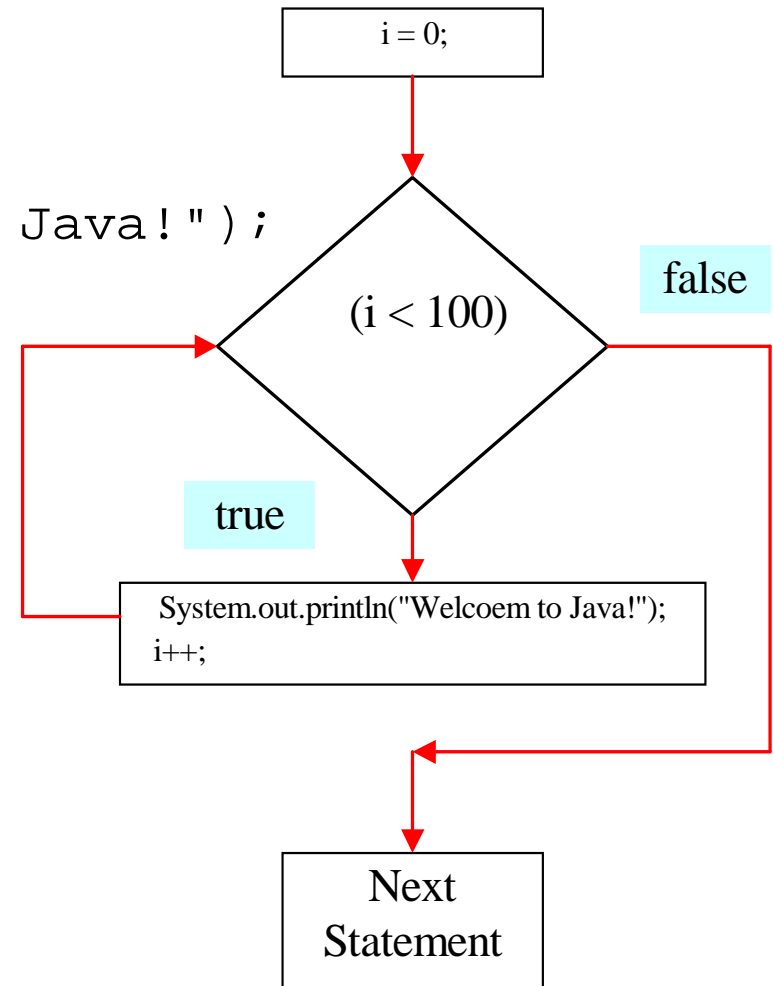 i = 0;
Java!");
(i < 100)
false
true
System.out.println("Welcoem to Java!");
i++;
Next
Statement